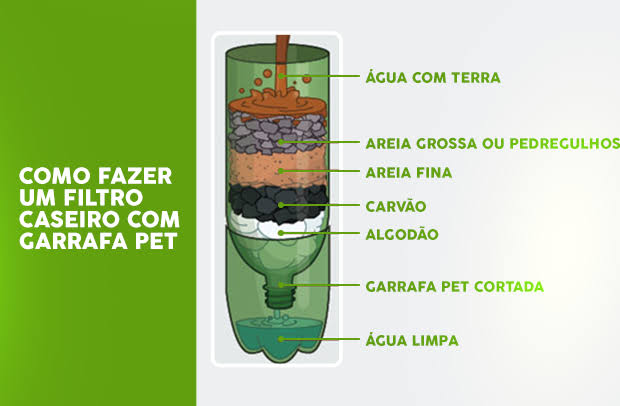 COMO FAZER
UM FILTRO
CASEIRO COM
GARRAFA PET
ÁGUA COM TERRA
AREIA GROSSA OU PEDREGULHOS
AREIA FINA
CARVÃO
ALGODÃO
GARRAFA PET CORTADA
ÁGUA LIMPA